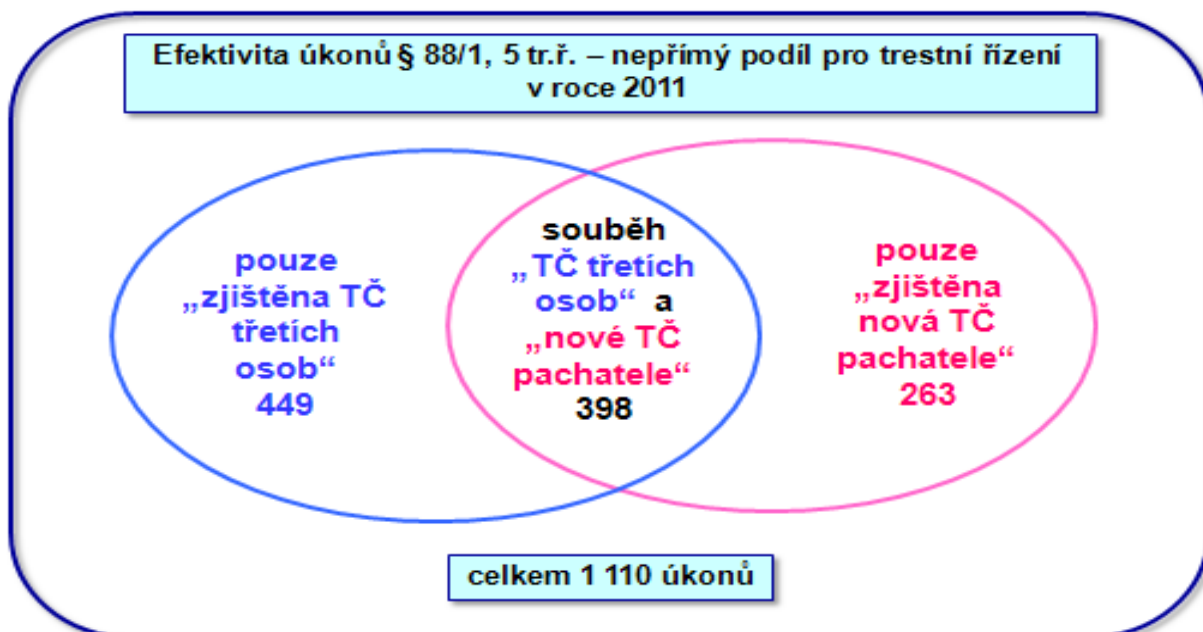 Efektivita úkonů § 88/1, 5 tr.ř. – nepřímý podíl pro trestní řízení
v roce 2011
pouze
„zjištěna TČ
třetích
osob“
449
souběh
„TČ třetích
osob“ a
„nové TČ
pachatele“
398
pouze
„zjištěna
nová TČ
pachatele“
263
celkem 1 110 úkonů